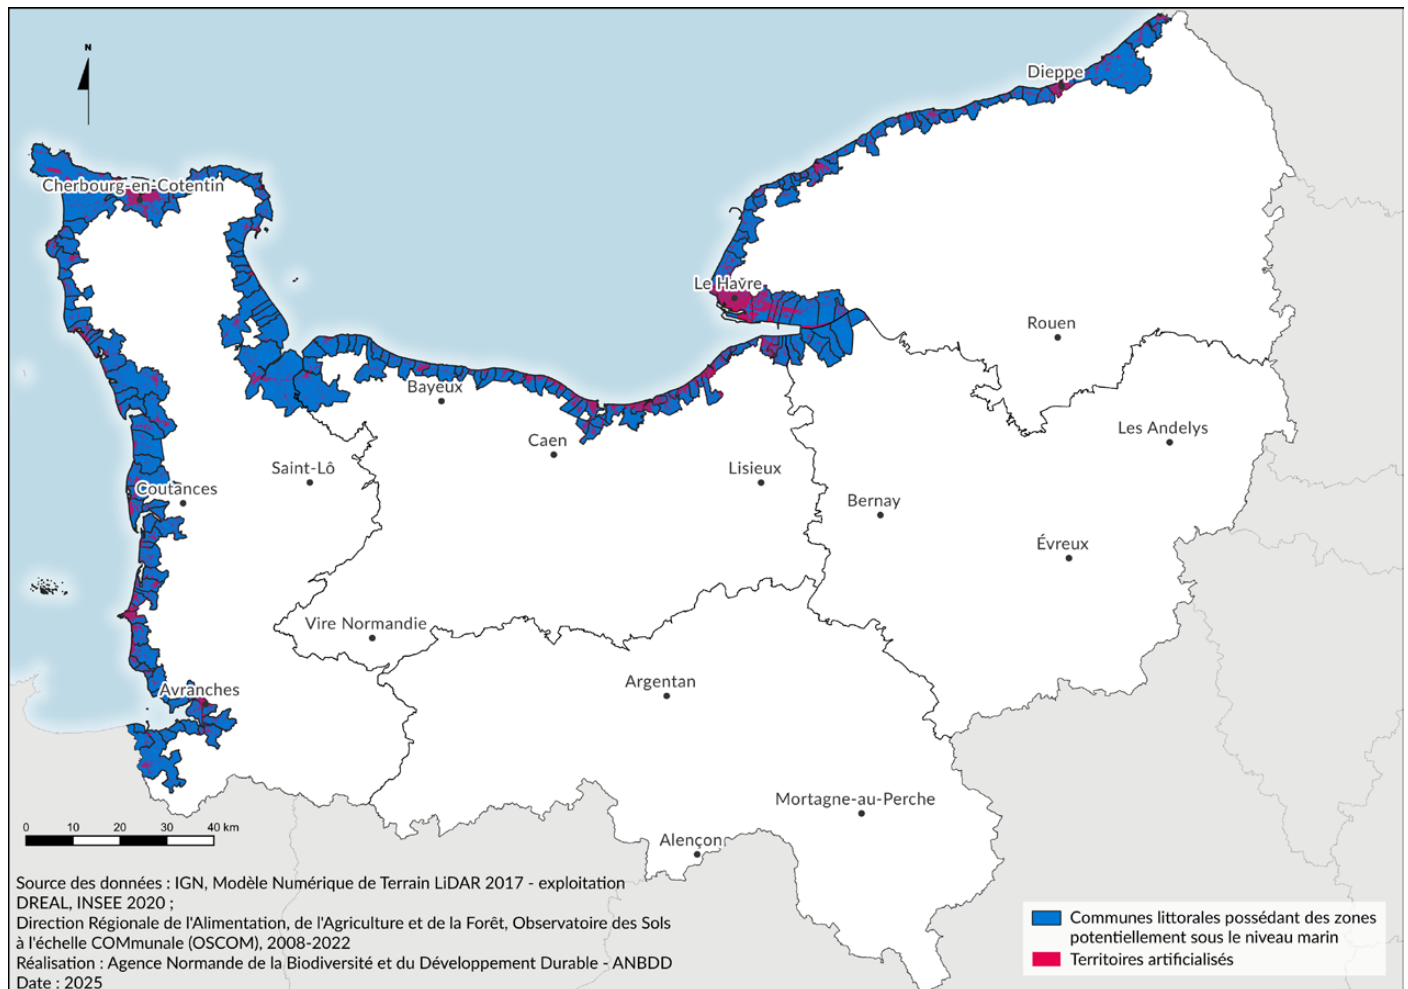 N
Dieppe
Cherbourg-en-Cotentin
Le Havre
Rouen
Bayeux
Les Andelys
Caen
Saint-Lô
Lisieux
Coutances
Bernay
Évreux
Vire Normandie
Argentan
Avranches
Mortagne-au-Perche
Alençon
0 10 20 30 40 km
Source des données : IGN, Modèle Numérique de Terrain LiDAR 2017 - exploitation
DREAL, INSEE 2020 ;
Direction Régionale de l'Alimentation, de l'Agriculture et de la Forêt, Observatoire des Sols
à l'échelle COMmunale (OSCOM), 2008-2022
Réalisation : Agence Normande de la Biodiversité et du Développement Durable - ANBDD
Date : 2025
Communes littorales possédant des zones
potentiellement sous le niveau marin
Territoires artificialisés